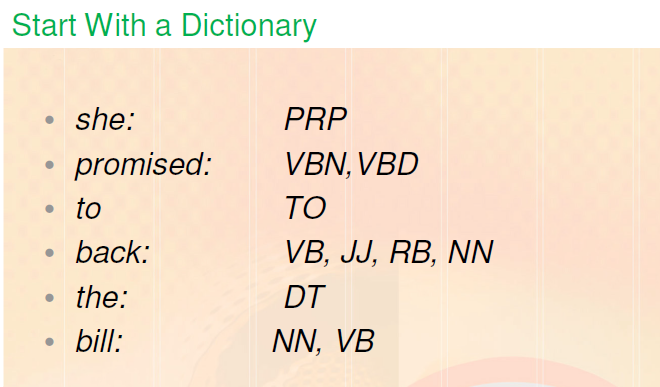 Start With a Dictionary
• she: PRP
• promised: VBN,VBD
• to TO
• back: VB, JJ, RB, NN
• the: DT
• bill: NN, VB